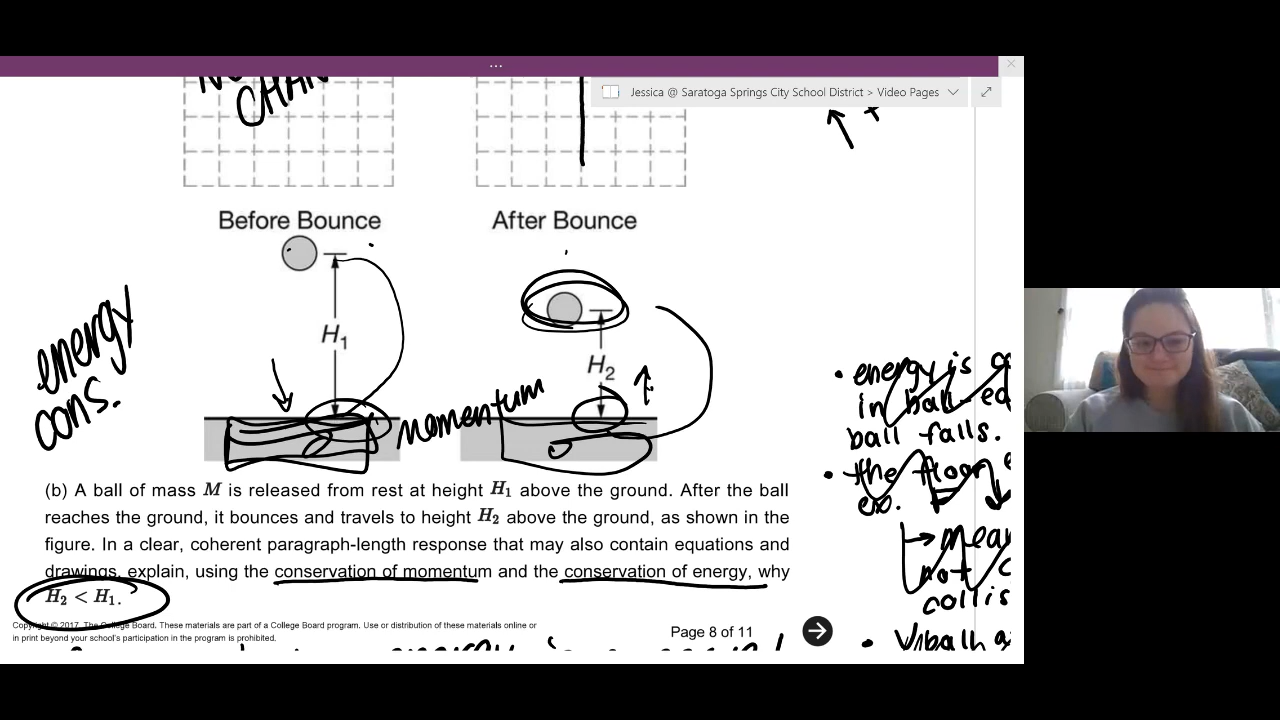 ...
CHAN
Jessica @ Saratoga Springs City School District > Video Pages
+
Before Bounce
After Bounce
H₁
H₂
energy
cons.
momentum
energy is
in ball
ball falls.
the floor
ex.
not
collis
(b) A ball of mass M is released from rest at height H₁ above the ground. After the ball
reaches the ground, it bounces and travels to height H₂ above the ground, as shown in the
figure. In a clear, coherent paragraph-length response that may also contain equations and
drawings, explain, using the conservation of momentum and the conservation of energy, why
H₂ < H₁.
Copyright © 2017. The College Board. These materials are part of a College Board program. Use or distribution of these materials online or
in print beyond your school's participation in the program is prohibited.
Page 8 of 11